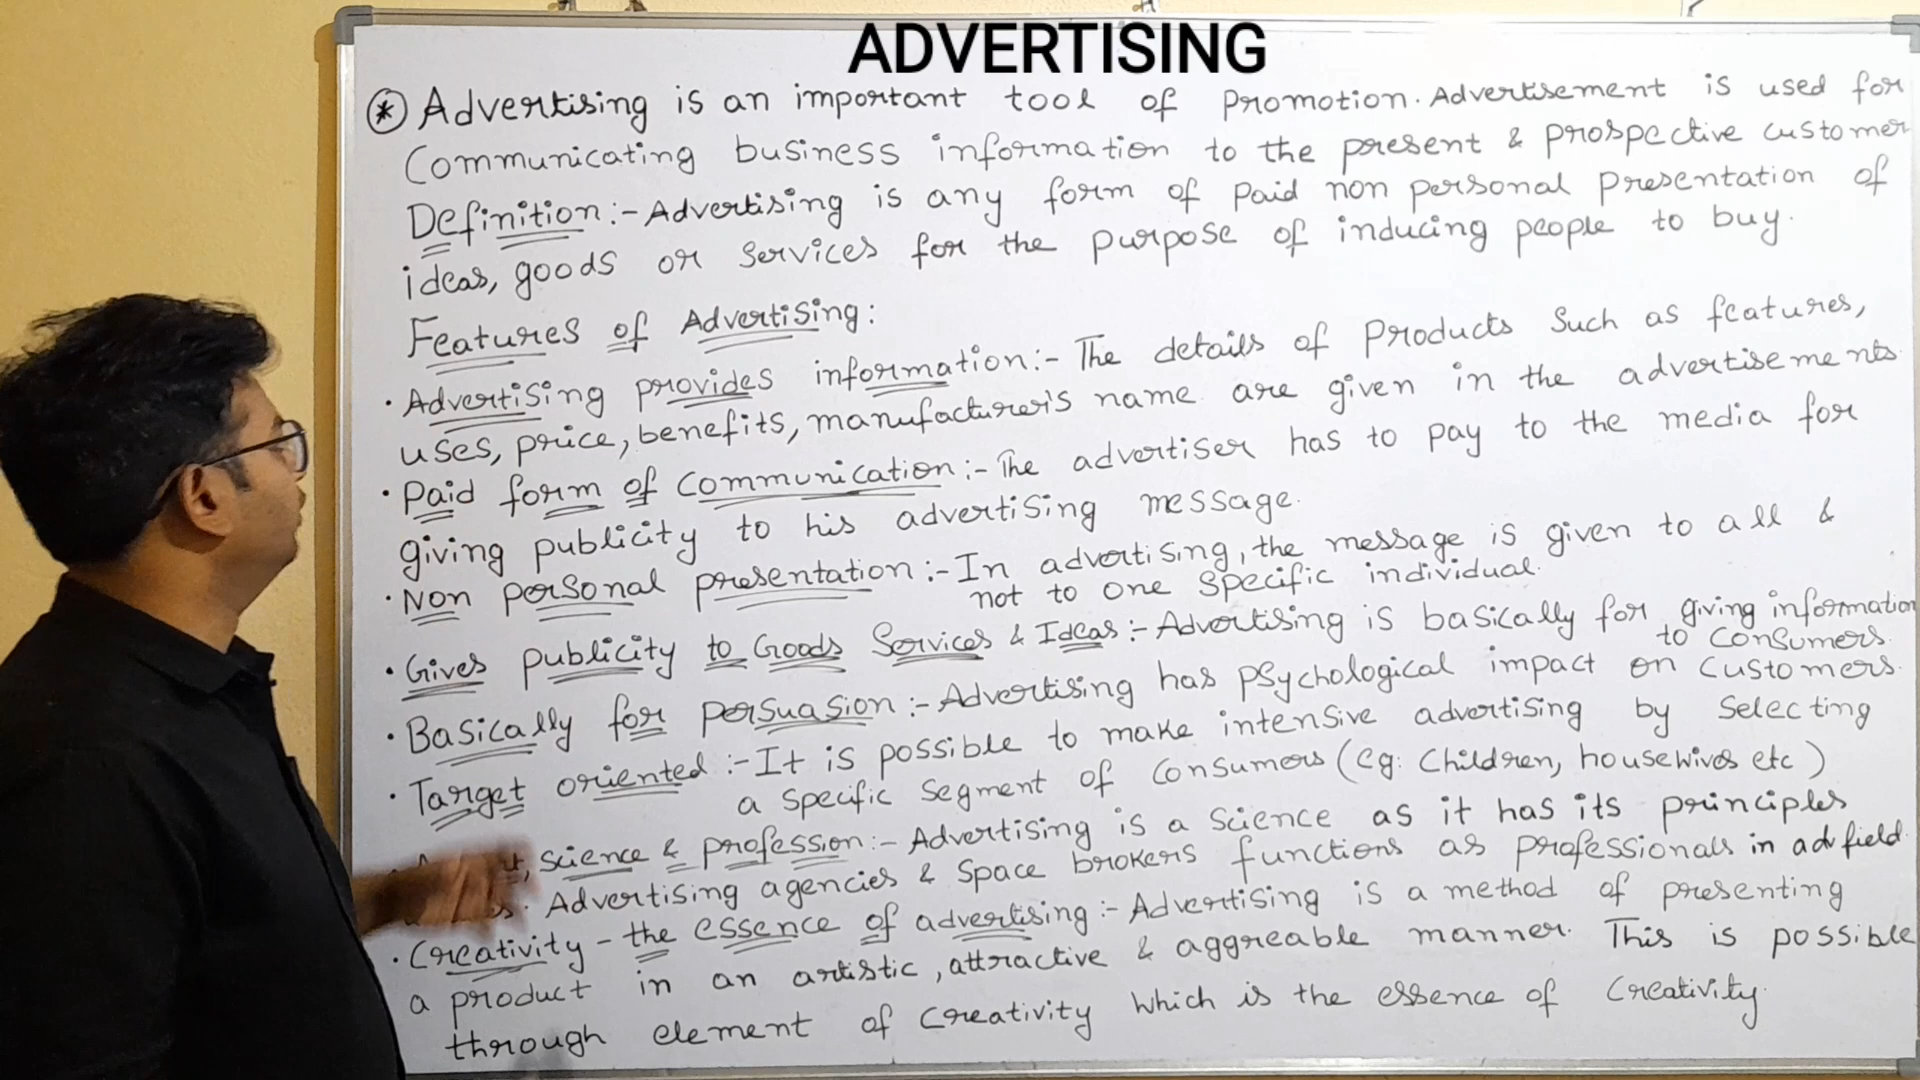 ADVERTISING
* Advertising is an important tool of Promotion. Advertisement is used for
Communicating business information to the present & prospective customer
Definition:- Advertising is any form of paid non personal presentation of
ideas, goods or services for the purpose of inducing people to buy.
Features of Advertising:
• Advertising provides information:- The details of Products such as features,
uses, price, benefits, manufacturer's name are given in the advertisements
• Paid form of communication:- The advertiser has to pay to the media for
giving publicity to his advertising message.
• Non personal presentation:- In advertising, the message is given to all &
not to one specific individual.
• Gives publicity to Goods Services & Ideas:- Advertising is basically for giving information
to consumers.
• Basically for persuasion:- Advertising has psychological impact on customers.
• Target oriented:- It is possible to make intensive advertising by selecting
a specific segment of consumers (eg: Children, housewives etc)
science & profession:- Advertising is a science as it has its principles
Advertising agencies & space brokers functions as professionals in ad field
• Creativity - the essence of advertising:- Advertising is a method of presenting
a product in an artistic, attractive & aggreable manner. This is possible
through element of creativity which is the essence of creativity.